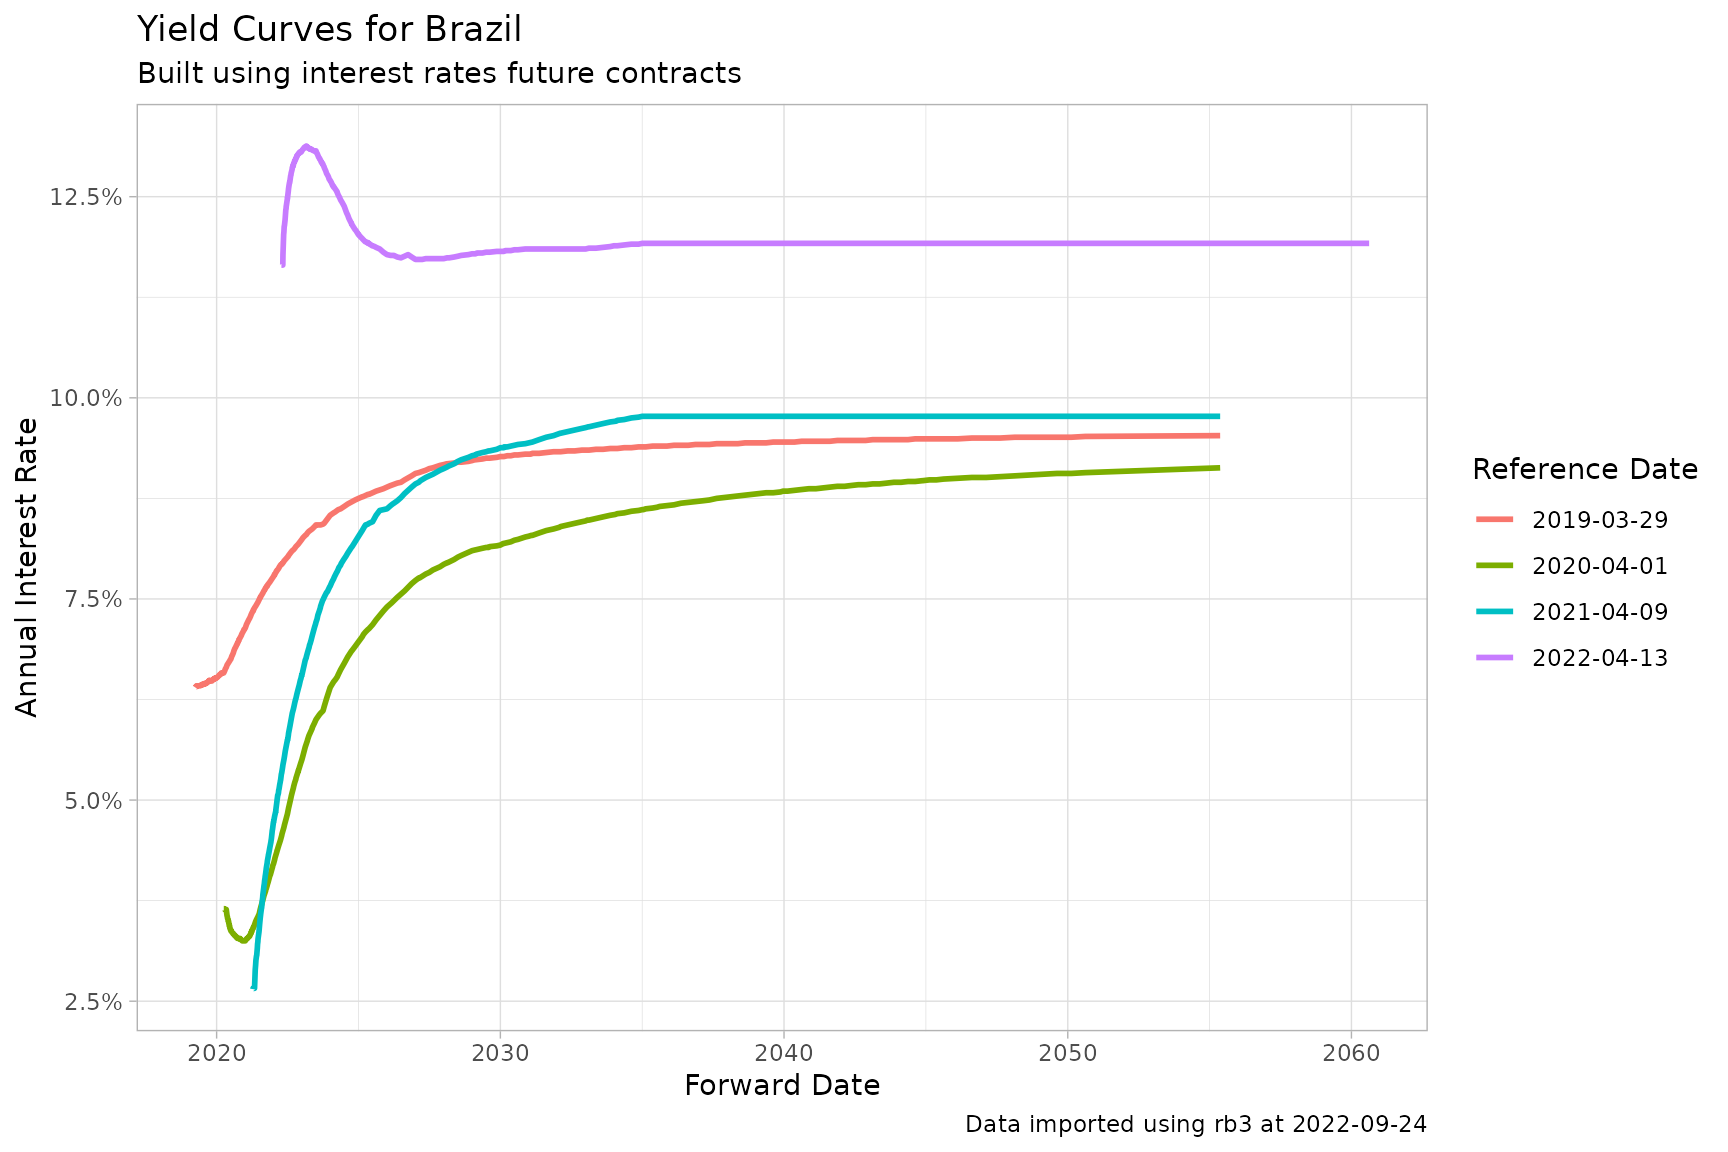 Yield Curves for Brazil
Built using interest rates future contracts
Annual Interest Rate
12.5%
10.0%
7.5%
5.0%
2.5%
2020 2030 2040 2050 2060
Forward Date
Reference Date
2019-03-29
2020-04-01
2021-04-09
2022-04-13
Data imported using rb3 at 2022-09-24